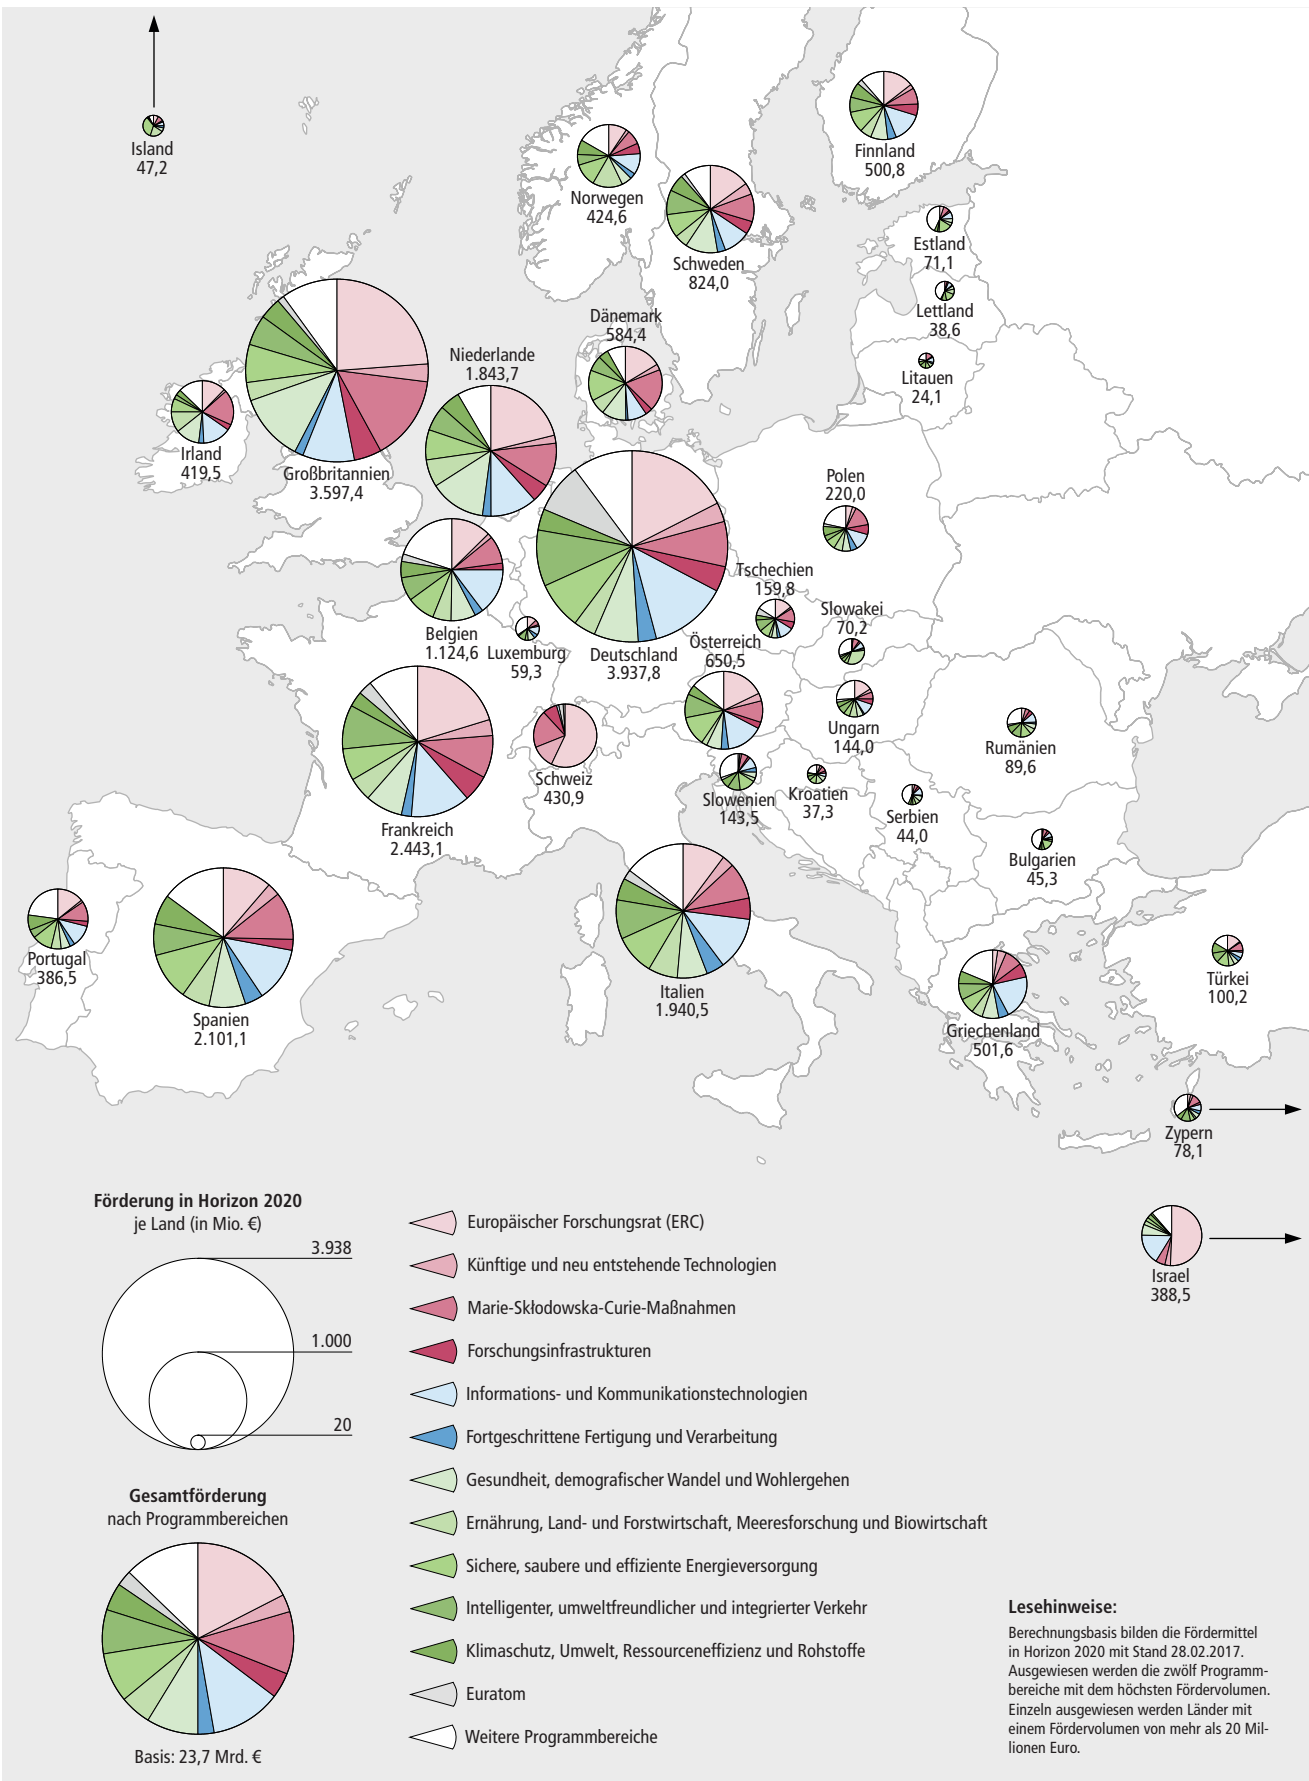 Island
47,2
Finnland
500,8
Norwegen
424,6
Schweden
824,0
Estland
71,1
Lettland
38,6
Litauen
24,1
Dänemark
584,4
Niederlande
1.843,7
Irland
419,5
Großbritannien
3.597,4
Polen
220,0
Tschechien
159,8
Slowakei
70,2
Belgien
1.124,6
Luxemburg
59,3
Deutschland
3.937,8
Österreich
650,5
Ungarn
144,0
Rumänien
89,6
Schweiz
430,9
Slowenien
143,5
Kroatien
37,3
Serbien
44,0
Bulgarien
45,3
Frankreich
2.443,1
Portugal
386,5
Spanien
2.101,1
Italien
1.940,5
Griechenland
501,6
Türkei
100,2
Zypern
78,1
Israel
388,5
Förderung in Horizon 2020
je Land (in Mio. €)
3.938
1.000
20
Gesamtförderung
nach Programmbereichen
Basis: 23,7 Mrd. €
Europäischer Forschungsrat (ERC)
Künftige und neu entstehende Technologien
Marie-Skłodowska-Curie-Maßnahmen
Forschungsinfrastrukturen
Informations- und Kommunikationstechnologien
Fortgeschrittene Fertigung und Verarbeitung
Gesundheit, demografischer Wandel und Wohlergehen
Ernährung, Land- und Forstwirtschaft, Meeresforschung und Biowirtschaft
Sichere, saubere und effiziente Energieversorgung
Intelligenter, umweltfreundlicher und integrierter Verkehr
Klimaschutz, Umwelt, Ressourceneffizienz und Rohstoffe
Euratom
Weitere Programmbereiche
Lesehinweise:
Berechnungsbasis bilden die Fördermittel
in Horizon 2020 mit Stand 28.02.2017.
Ausgewiesen werden die zwölf Programm-
bereiche mit dem höchsten Fördervolumen.
Einzeln ausgewiesen werden Länder mit
einem Fördervolumen von mehr als 20 Mil-
lionen Euro.